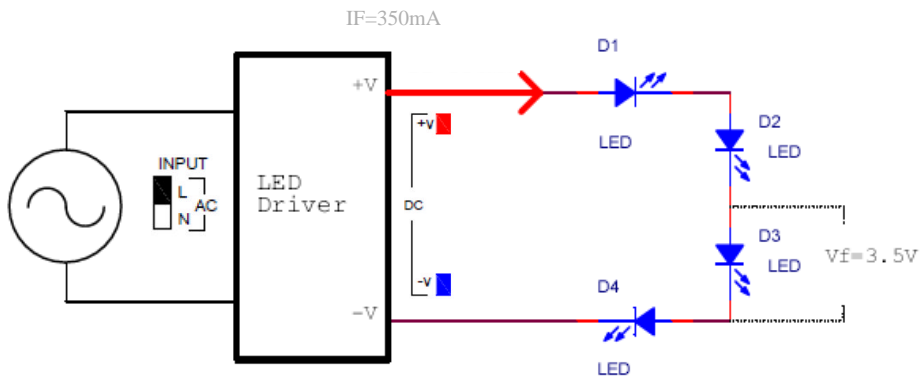 IF=350mA
D1
+V
+V
D2
LED
LED
INPUT
L
N
AC
LED
Driver
DC
D3
LED
Vf=3.5V
-V
D4
-V
LED